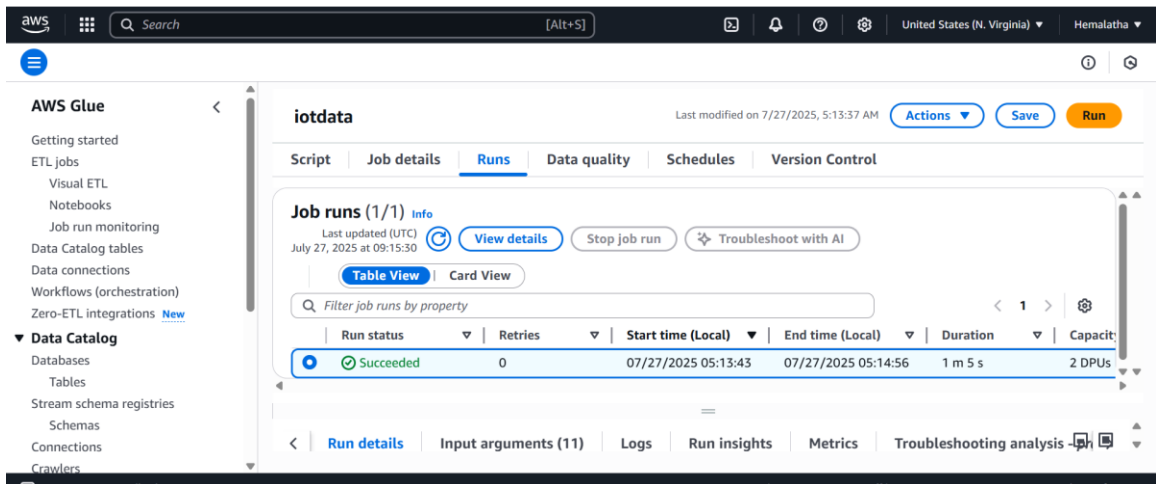 aws
Search [Alt+S] United States (N. Virginia) ▼ Hemalatha ▼
AWS Glue
Getting started
ETL jobs
Visual ETL
Notebooks
Job run monitoring
Data Catalog tables
Data connections
Workflows (orchestration)
Zero-ETL integrations New
▼ Data Catalog
Databases
Tables
Stream schema registries
Schemas
Connections
Crawlers
iotdata
Last modified on 7/27/2025, 5:13:37 AM Actions ▼ Save Run
Script Job details Runs Data quality Schedules Version Control
Job runs (1/1) Info
Last updated (UTC)
July 27, 2025 at 09:15:30
View details Stop job run Troubleshoot with AI
Table View Card View
Filter job runs by property
< 1 >
Run status Retries Start time (Local) End time (Local) Duration Capacit
Succeeded 0 07/27/2025 05:13:43 07/27/2025 05:14:56 1 m 5 s 2 DPUs
Run details Input arguments (11) Logs Run insights Metrics Troubleshooting analysis -